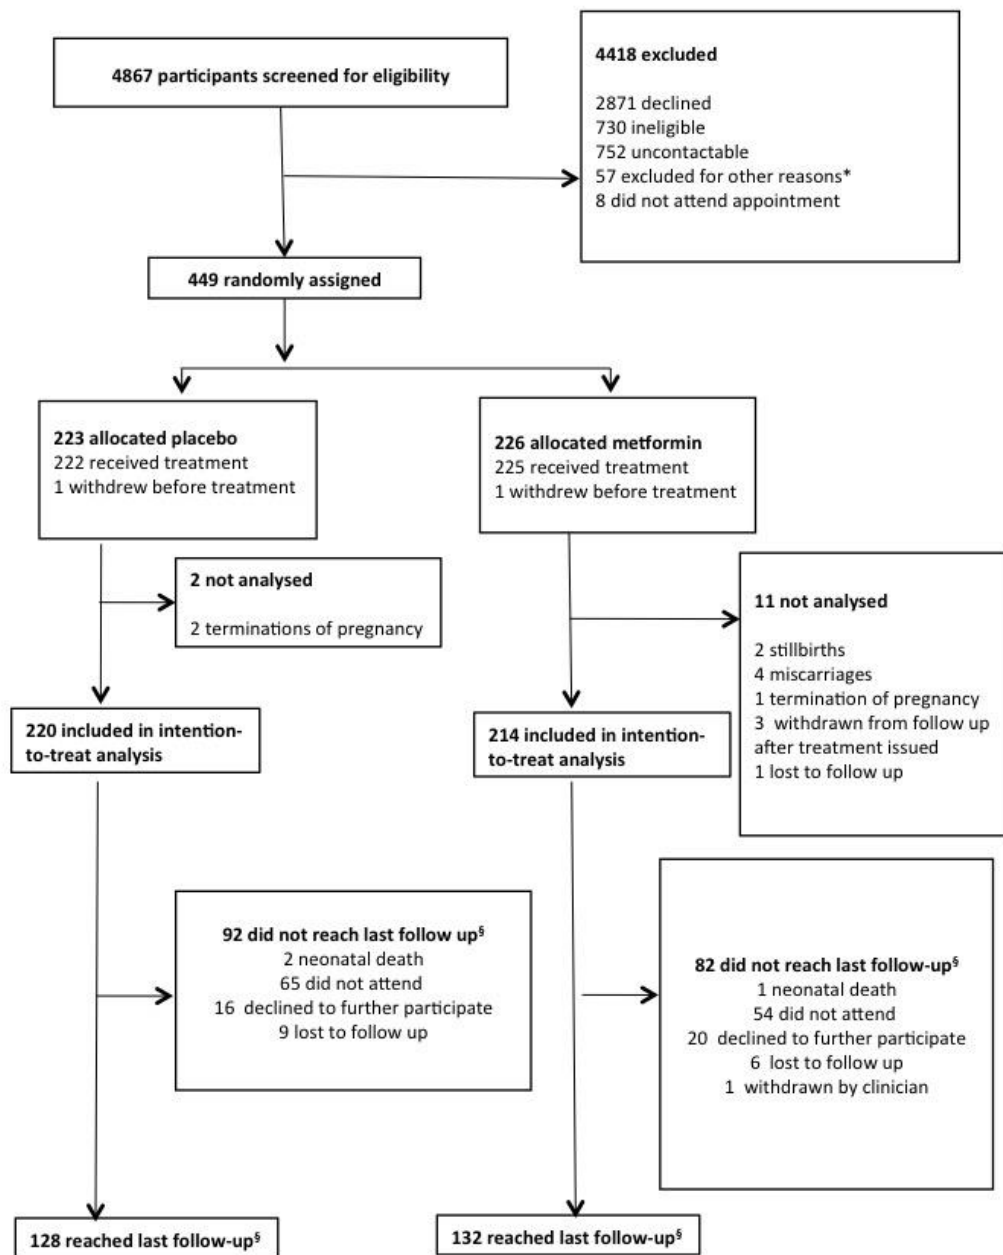 4867 participants screened for eligibility
4418 excluded
2871 declined
730 ineligible
752 uncontactable
57 excluded for other reasons*
8 did not attend appointment
449 randomly assigned
223 allocated placebo
222 received treatment
1 withdrew before treatment
226 allocated metformin
225 received treatment
1 withdrew before treatment
2 not analysed
2 terminations of pregnancy
11 not analysed
2 stillbirths
4 miscarriages
1 termination of pregnancy
3 withdrawn from follow up
after treatment issued
1 lost to follow up
220 included in intention-
to-treat analysis
214 included in intention-
to-treat analysis
92 did not reach last follow up§
2 neonatal death
65 did not attend
16 declined to further participate
9 lost to follow up
82 did not reach last follow-up§
1 neonatal death
54 did not attend
20 declined to further participate
6 lost to follow up
1 withdrawn by clinician
128 reached last follow-up§
132 reached last follow-up§